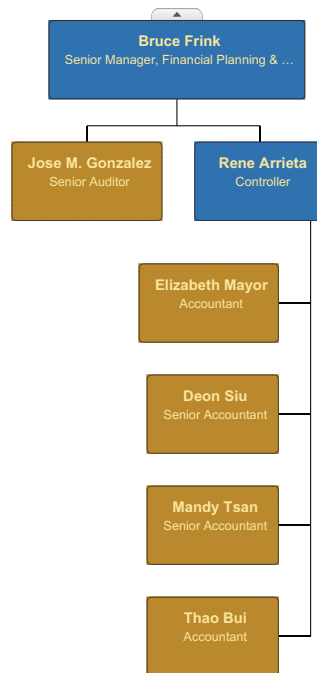 Bruce Frink
Senior Manager, Financial Planning & …
Jose M. Gonzalez
Senior Auditor
Rene Arrieta
Controller
Elizabeth Mayor
Accountant
Deon Siu
Senior Accountant
Mandy Tsan
Senior Accountant
Thao Bui
Accountant